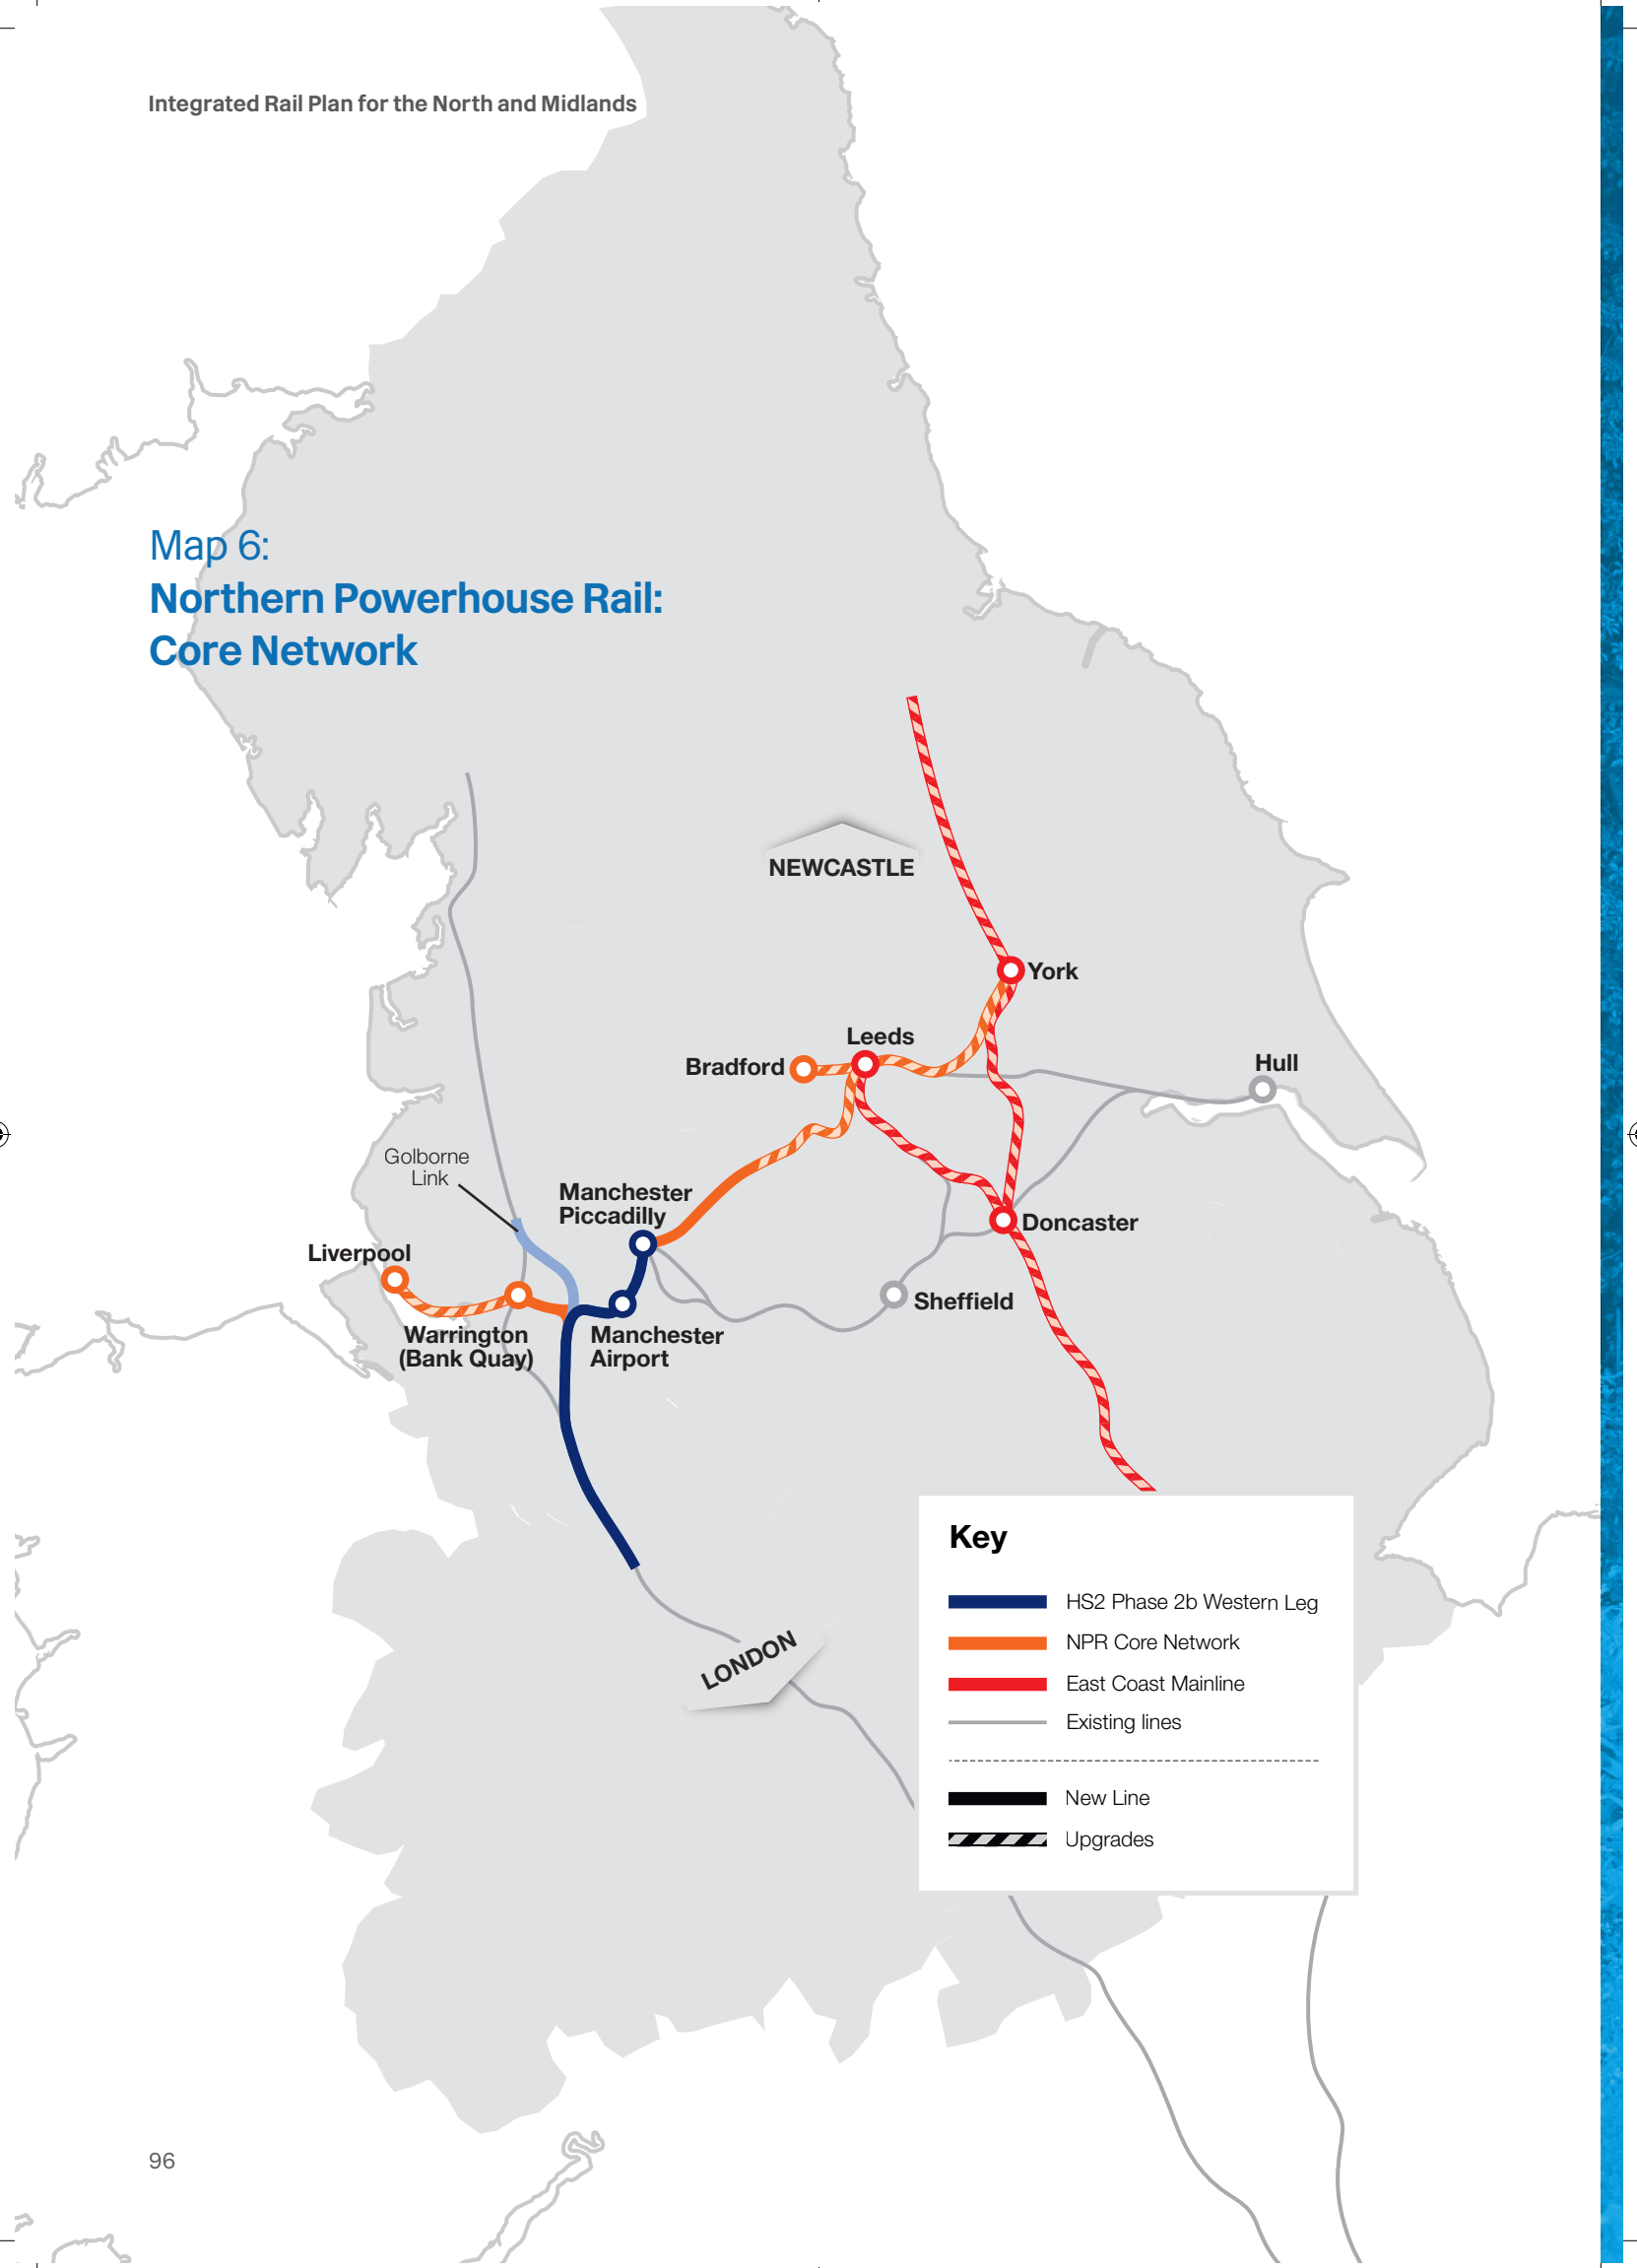 Integrated Rail Plan for the North and Midlands
Map 6:
Northern Powerhouse Rail:
Core Network
NEWCASTLE
York
Leeds
Bradford
Hull
Golborne
Link
Manchester
Piccadilly
Doncaster
Liverpool
Sheffield
Warrington
(Bank Quay)
Manchester
Airport
LONDON
Key
HS2 Phase 2b Western Leg
NPR Core Network
East Coast Mainline
Existing lines
New Line
Upgrades
96